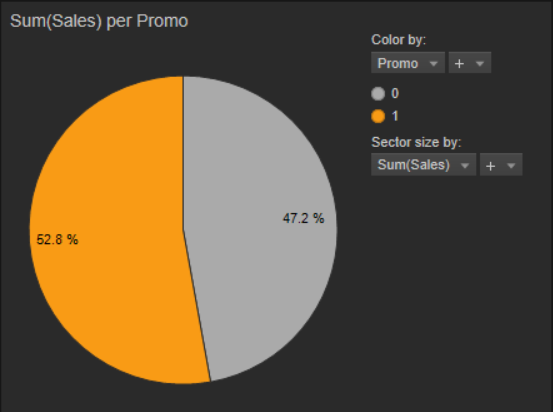 Sum(Sales) per Promo
Color by:
Promo +
0
1
Sector size by:
Sum(Sales) +
47.2 %
52.8 %